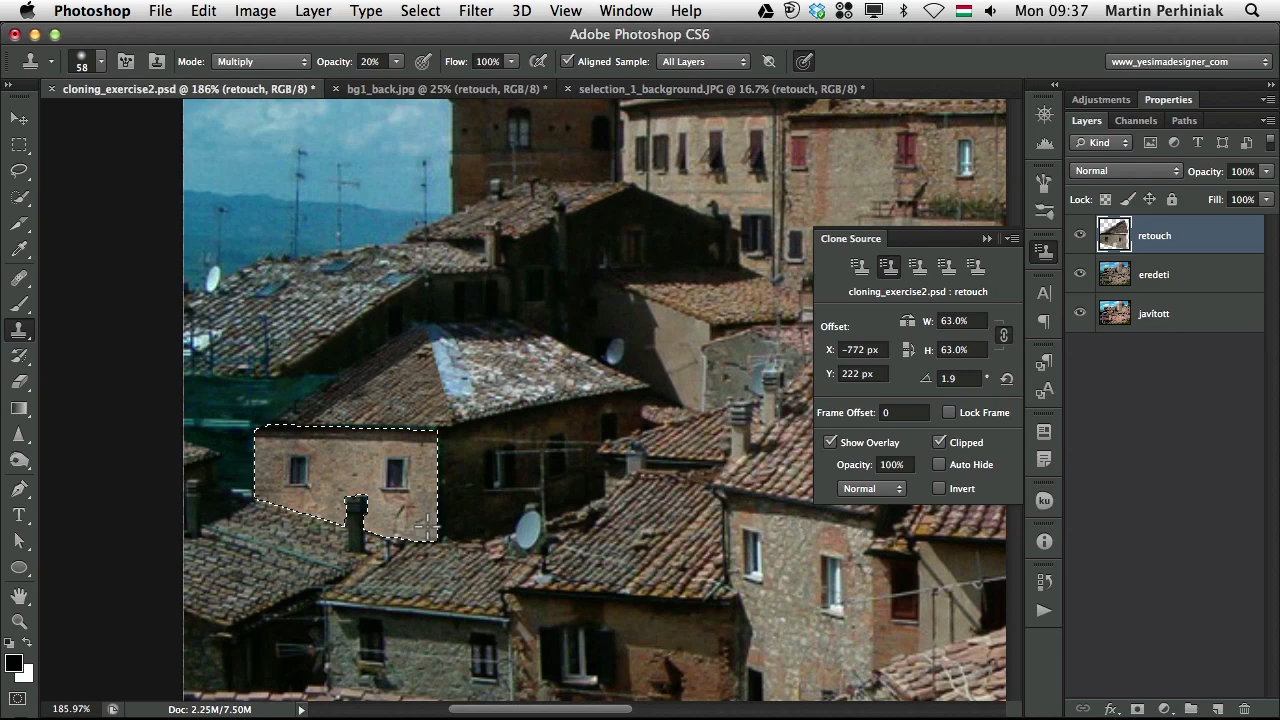 Photoshop File Edit Image Layer Type Select Filter 3D View Window Help Mon 09:37 Martin Perhiniak
Adobe Photoshop CS6
58 Mode: Multiply Opacity: 20% Flow: 100% Aligned Sample: All Layers www_yesimadesigner_com
cloning_exercise2.psd @ 186% (retouch, RGB/8) * bg1_back.jpg @ 25% (retouch, RGB/8) * selection_1_background.JPG @ 16.7% (retouch, RGB/8) *
Adjustments Properties
Layers Channels Paths
Kind
Normal Opacity: 100%
Lock: Fill: 100%
retouch
eredeti
javított
Clone Source
cloning_exercise2.psd : retouch
Offset: W: 63.0%
X: -772 px H: 63.0%
Y: 222 px 1.9 °
Frame Offset: 0 Lock Frame
Show Overlay Clipped
Opacity: 100% Auto Hide
Normal Invert
ku
185.97% Doc: 2.25M/7.50M